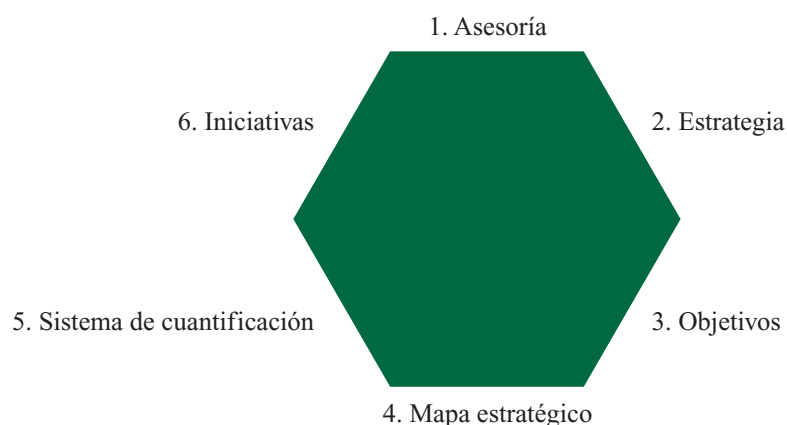 1. Asesoría
2. Estrategia
3. Objetivos
4. Mapa estratégico
5. Sistema de cuantificación
6. Iniciativas